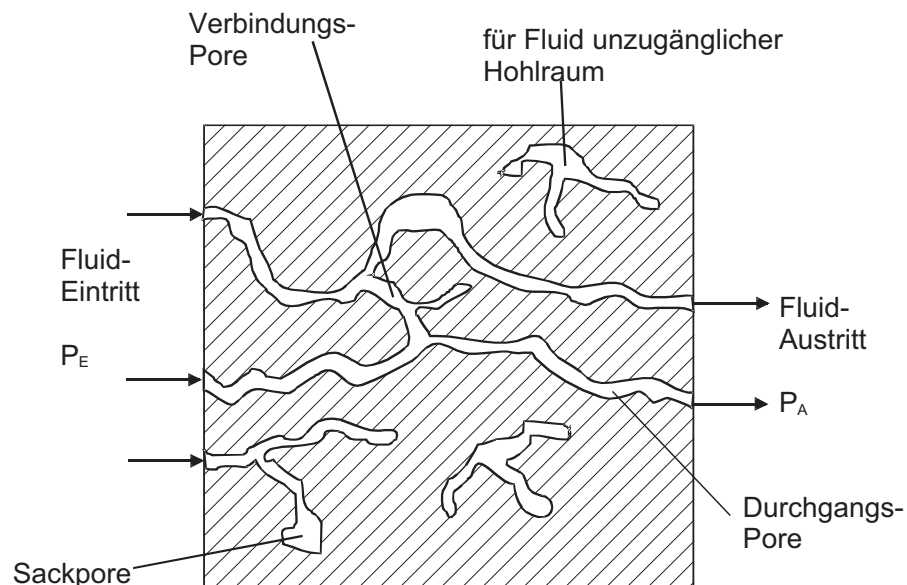 Verbindungs-
Pore
für Fluid unzugänglicher
Hohlraum
Fluid-
Eintritt
Fluid-
Austritt
PE
PA
Durchgangs-
Pore
Sackpore